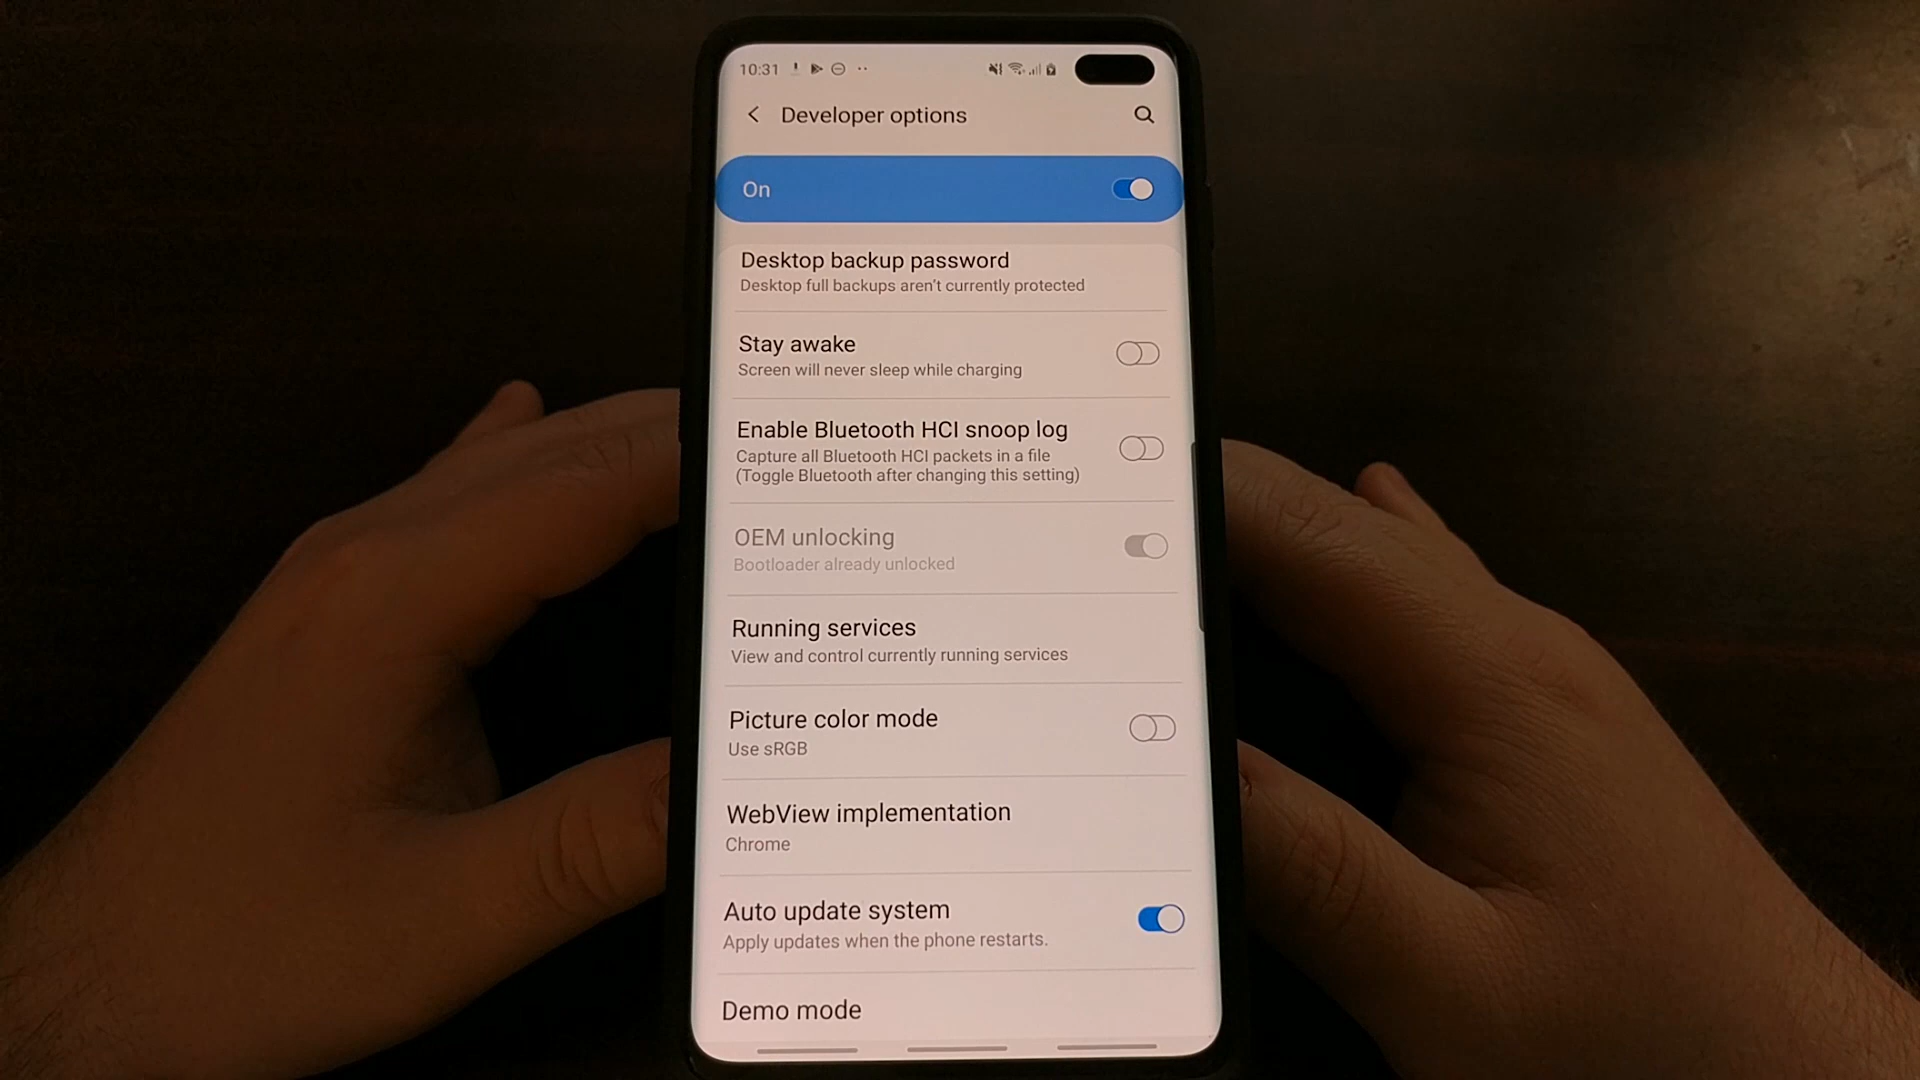 10:31
Developer options
On
Desktop backup password
Desktop full backups aren't currently protected
Stay awake
Screen will never sleep while charging
Enable Bluetooth HCI snoop log
Capture all Bluetooth HCI packets in a file
(Toggle Bluetooth after changing this setting)
OEM unlocking
Bootloader already unlocked
Running services
View and control currently running services
Picture color mode
Use sRGB
WebView implementation
Chrome
Auto update system
Apply updates when the phone restarts.
Demo mode